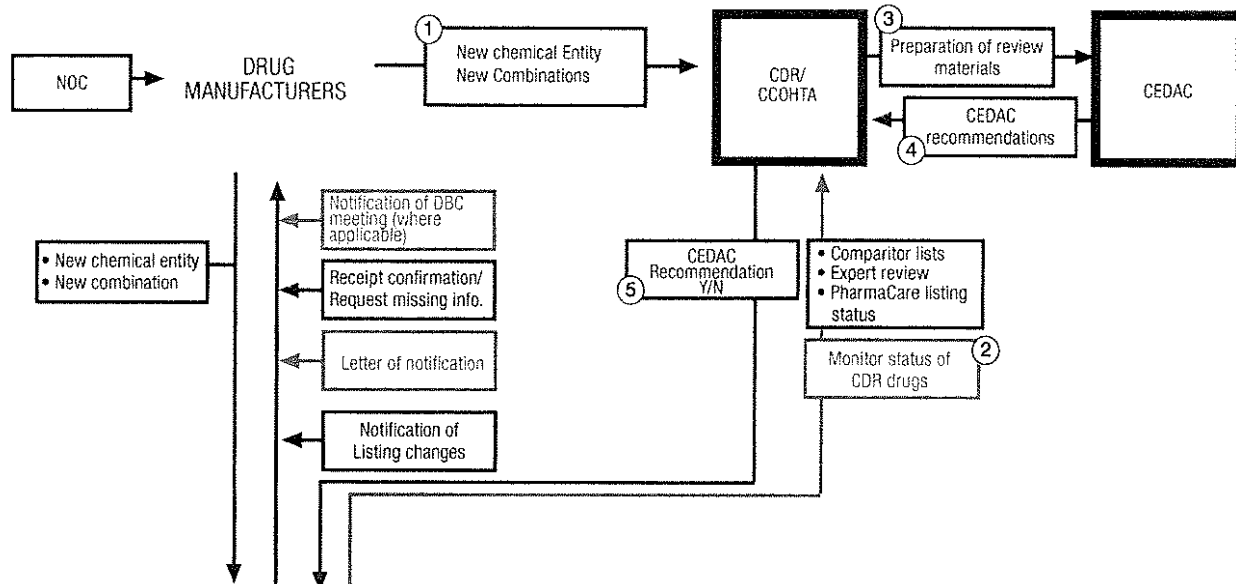 NOC
DRUG
MANUFACTURERS
1
New chemical Entity
New Combinations
CDR/
CCOHTA
3
Preparation of review
materials
CEDAC
CEDAC
recommendations
4
• New chemical entity
• New combination
Notification of DBC
meeting (where
applicable)
Receipt confirmation/
Request missing info.
Letter of notification
Notification of
Listing changes
CEDAC
Recommendation
Y/N
5
• Comparitor lists
• Expert review
• PharmaCare listing
status
2
Monitor status of
CDR drugs